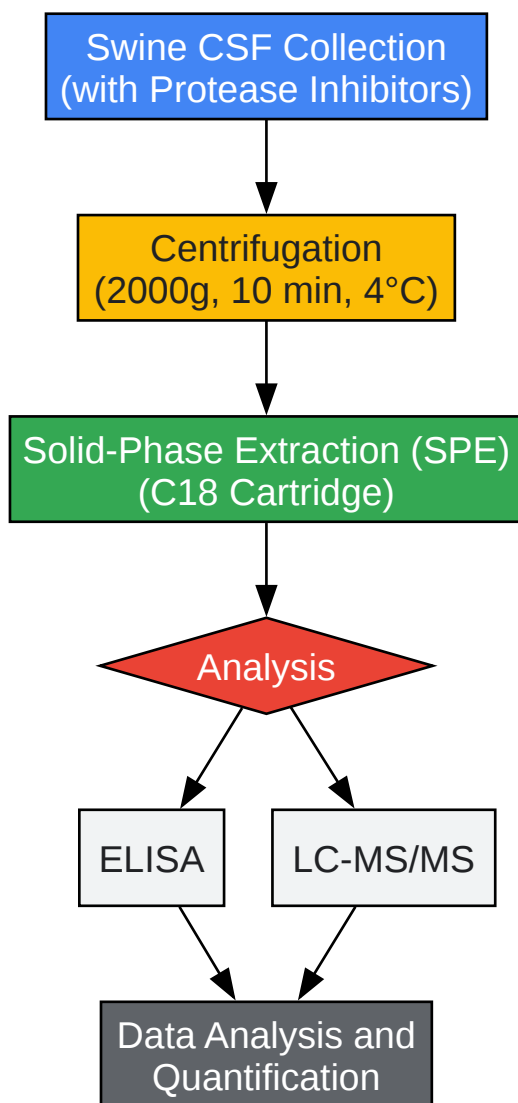 Swine CSF Collection
(with Protease Inhibitors)
Centrifugation
(2000g, 10 min, 4°C)
Solid-Phase Extraction (SPE)
(C18 Cartridge)
Analysis
ELISA
LC-MS/MS
Data Analysis and
Quantification